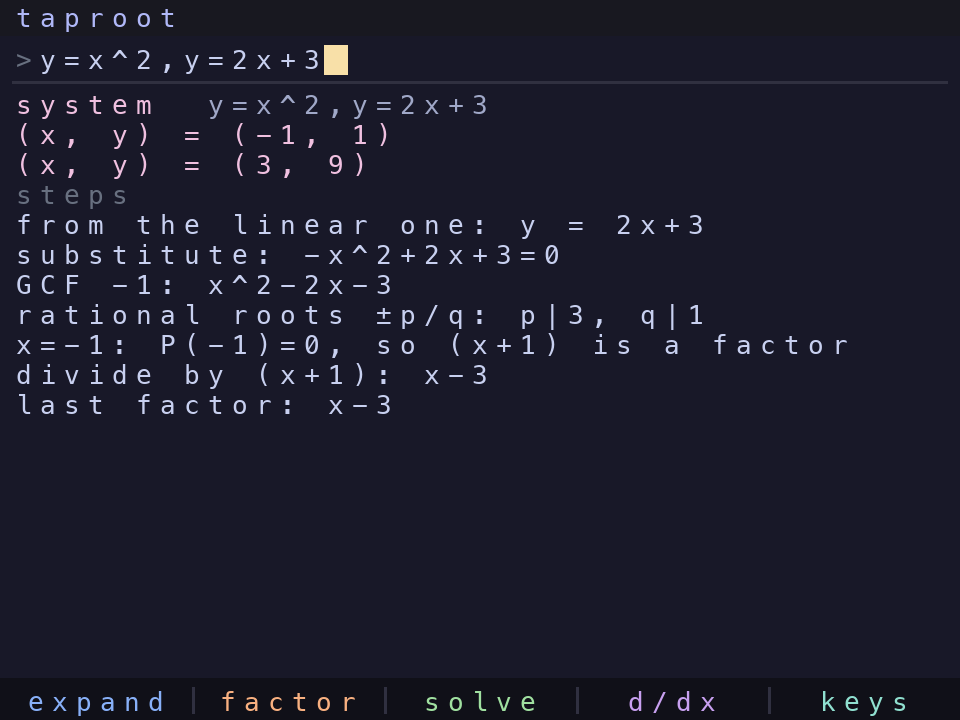 taproot
>y=x^2,y=2x+3
system  y=x^2,y=2x+3
(x, y) = (−1, 1)
(x, y) = (3, 9)
steps
from the linear one: y = 2x+3
substitute: −x^2+2x+3=0
GCF −1: x^2−2x−3
rational roots ±p/q: p|3, q|1
x=−1: P(−1)=0, so (x+1) is a factor
divide by (x+1): x−3
last factor: x−3
expand | factor | solve | d/dx | keys